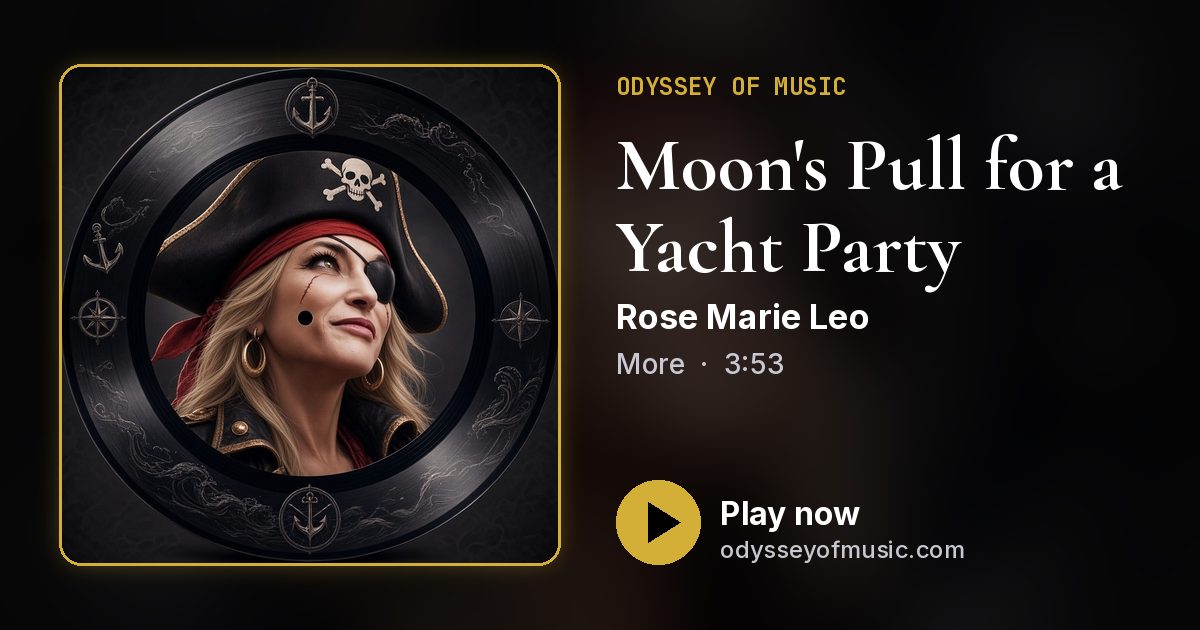 ODYSSEY OF MUSIC
Moon's Pull for a
Yacht Party
Rose Marie Leo
More · 3:53
Play now
odysseyofmusic.com